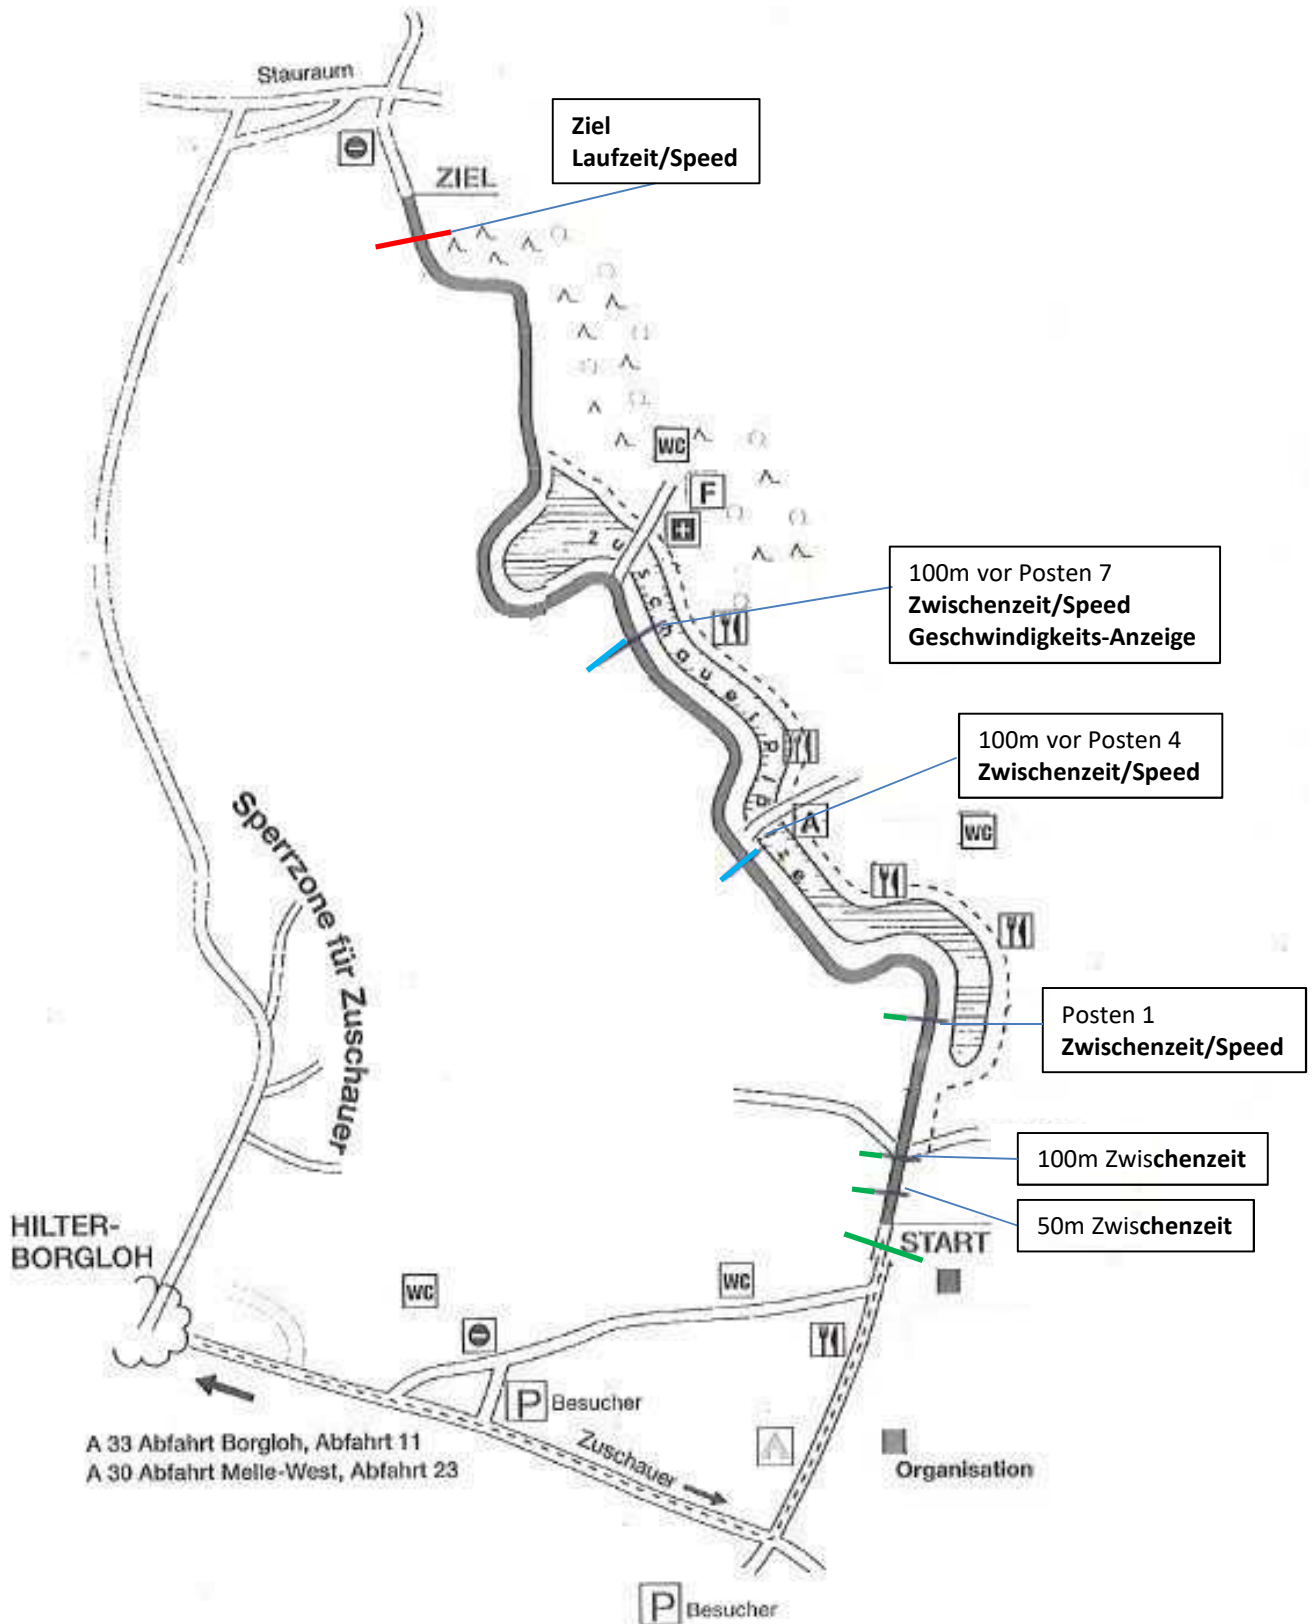 Stauraum
Ziel
Laufzeit/Speed
ZIEL
WC
F
Zuschauerplätze
100m vor Posten 7
Zwischenzeit/Speed
Geschwindigkeits-Anzeige
100m vor Posten 4
Zwischenzeit/Speed
A
WC
Sperrzone für Zuschauer
Posten 1
Zwischenzeit/Speed
100m Zwischenzeit
50m Zwischenzeit
START
HILTER-
BORGLOH
WC
WC
P Besucher
Zuschauer
A 33 Abfahrt Borgloh, Abfahrt 11
A 30 Abfahrt Melle-West, Abfahrt 23
Organisation
P Besucher